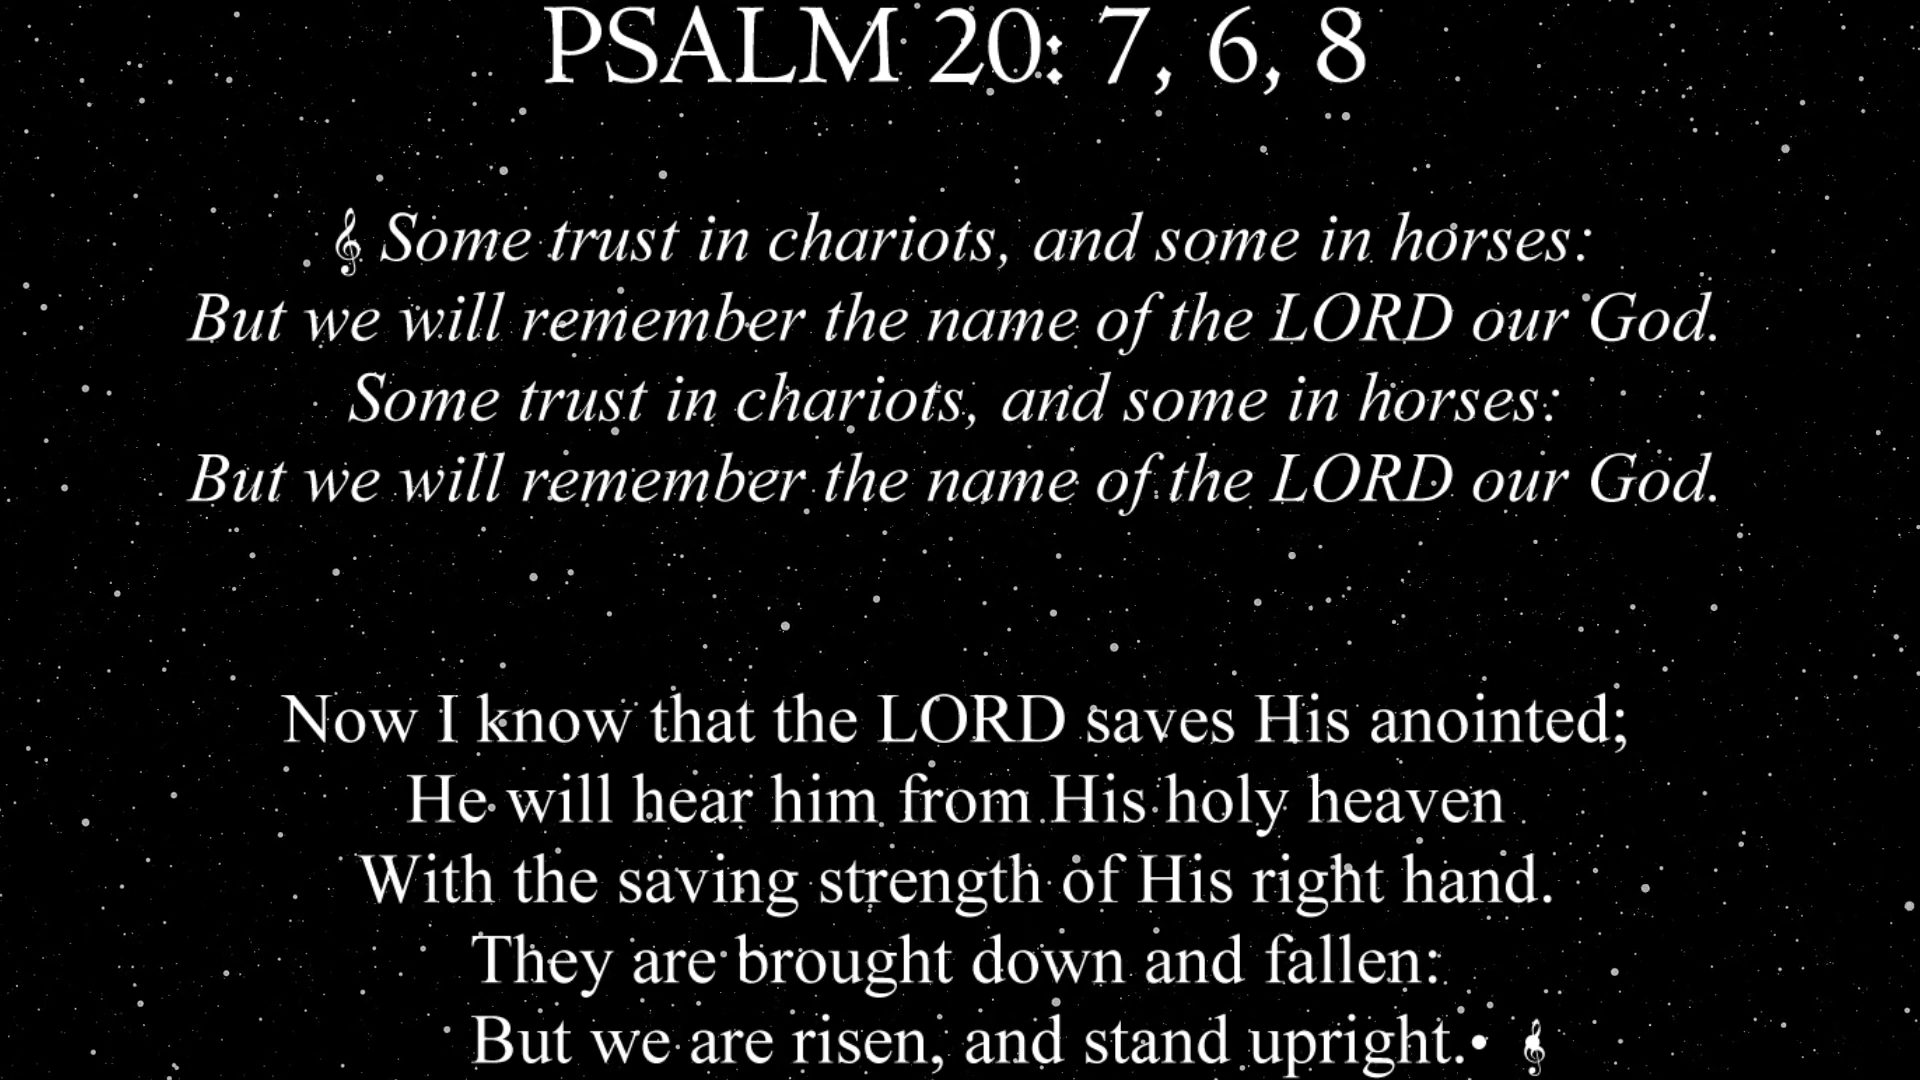 PSALM 20: 7, 6, 8
𝄞 Some trust in chariots, and some in horses:
But we will remember the name of the LORD our God.
Some trust in chariots, and some in horses:
But we will remember the name of the LORD our God.
Now I know that the LORD saves His anointed;
He will hear him from His holy heaven
With the saving strength of His right hand.
They are brought down and fallen:
But we are risen, and stand upright.• 𝄞